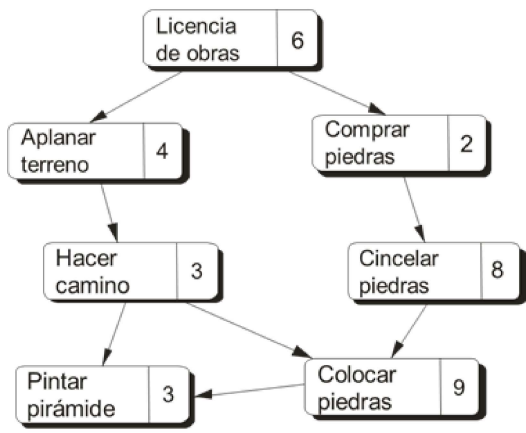 Licencia
de obras
6
Aplanar
terreno
4
Comprar
piedras
2
Hacer
camino
3
Cincelar
piedras
8
Pintar
pirámide
3
Colocar
piedras
9